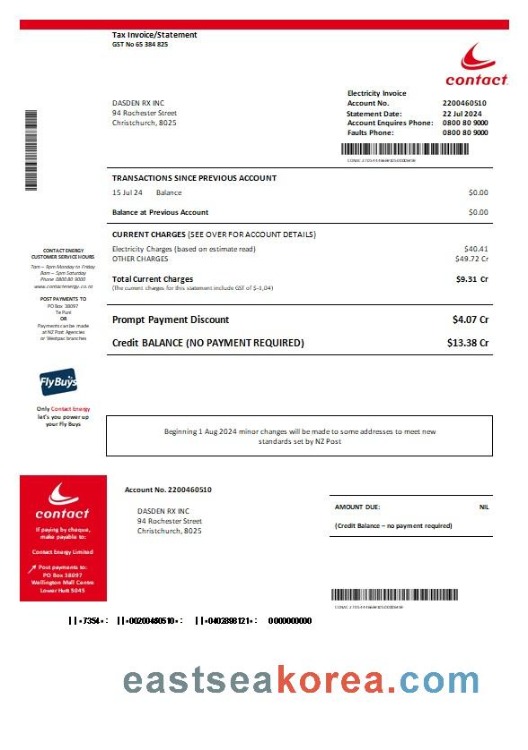 Tax Invoice/Statement
GST No 65 384 825
contact
Electricity Invoice
DASDEN RX INC
94 Rochester Street
Christchurch, 8025
Account No. 2200460510
Statement Date: 22 Jul 2024
Account Enquires Phone: 0800 80 9000
Faults Phone: 0800 80 9000
TRANSACTIONS SINCE PREVIOUS ACCOUNT
15 Jul 24 Balance $0.00
Balance at Previous Account $0.00
CURRENT CHARGES (SEE OVER FOR ACCOUNT DETAILS)
Electricity Charges (based on estimate read) $40.41
OTHER CHARGES $49.72 Cr
Total Current Charges $9.31 Cr
(The current charges for this statement include GST of $-3,04)
Prompt Payment Discount $4.07 Cr
Credit BALANCE (NO PAYMENT REQUIRED) $13.38 Cr
CONTACT ENERGY
CUSTOMER SERVICE HOURS
7am – 9pm Monday to Friday
8am – 5pm Saturday
Phone 0800 80 9000
www.contactenergy.co.nz
POST PAYMENTS TO
PO Box 38097
Te Puni
OR
Payments can be made
at NZ Post Agencies
or Westpac branches
Fly Buys
Only Contact Energy
let's you power up
your Fly Buys
Beginning 1 Aug 2024 minor changes will be made to some addresses to meet new
standards set by NZ Post
contact
If paying by cheque,
make payable to:
Contact Energy Limited
Post payments to:
PO Box 38097
Wellington Mail Centre
Lower Hutt 5045
Account No. 2200460510
DASDEN RX INC
94 Rochester Street
Christchurch, 8025
AMOUNT DUE: NIL
(Credit Balance – no payment required)
eastseakorea.com